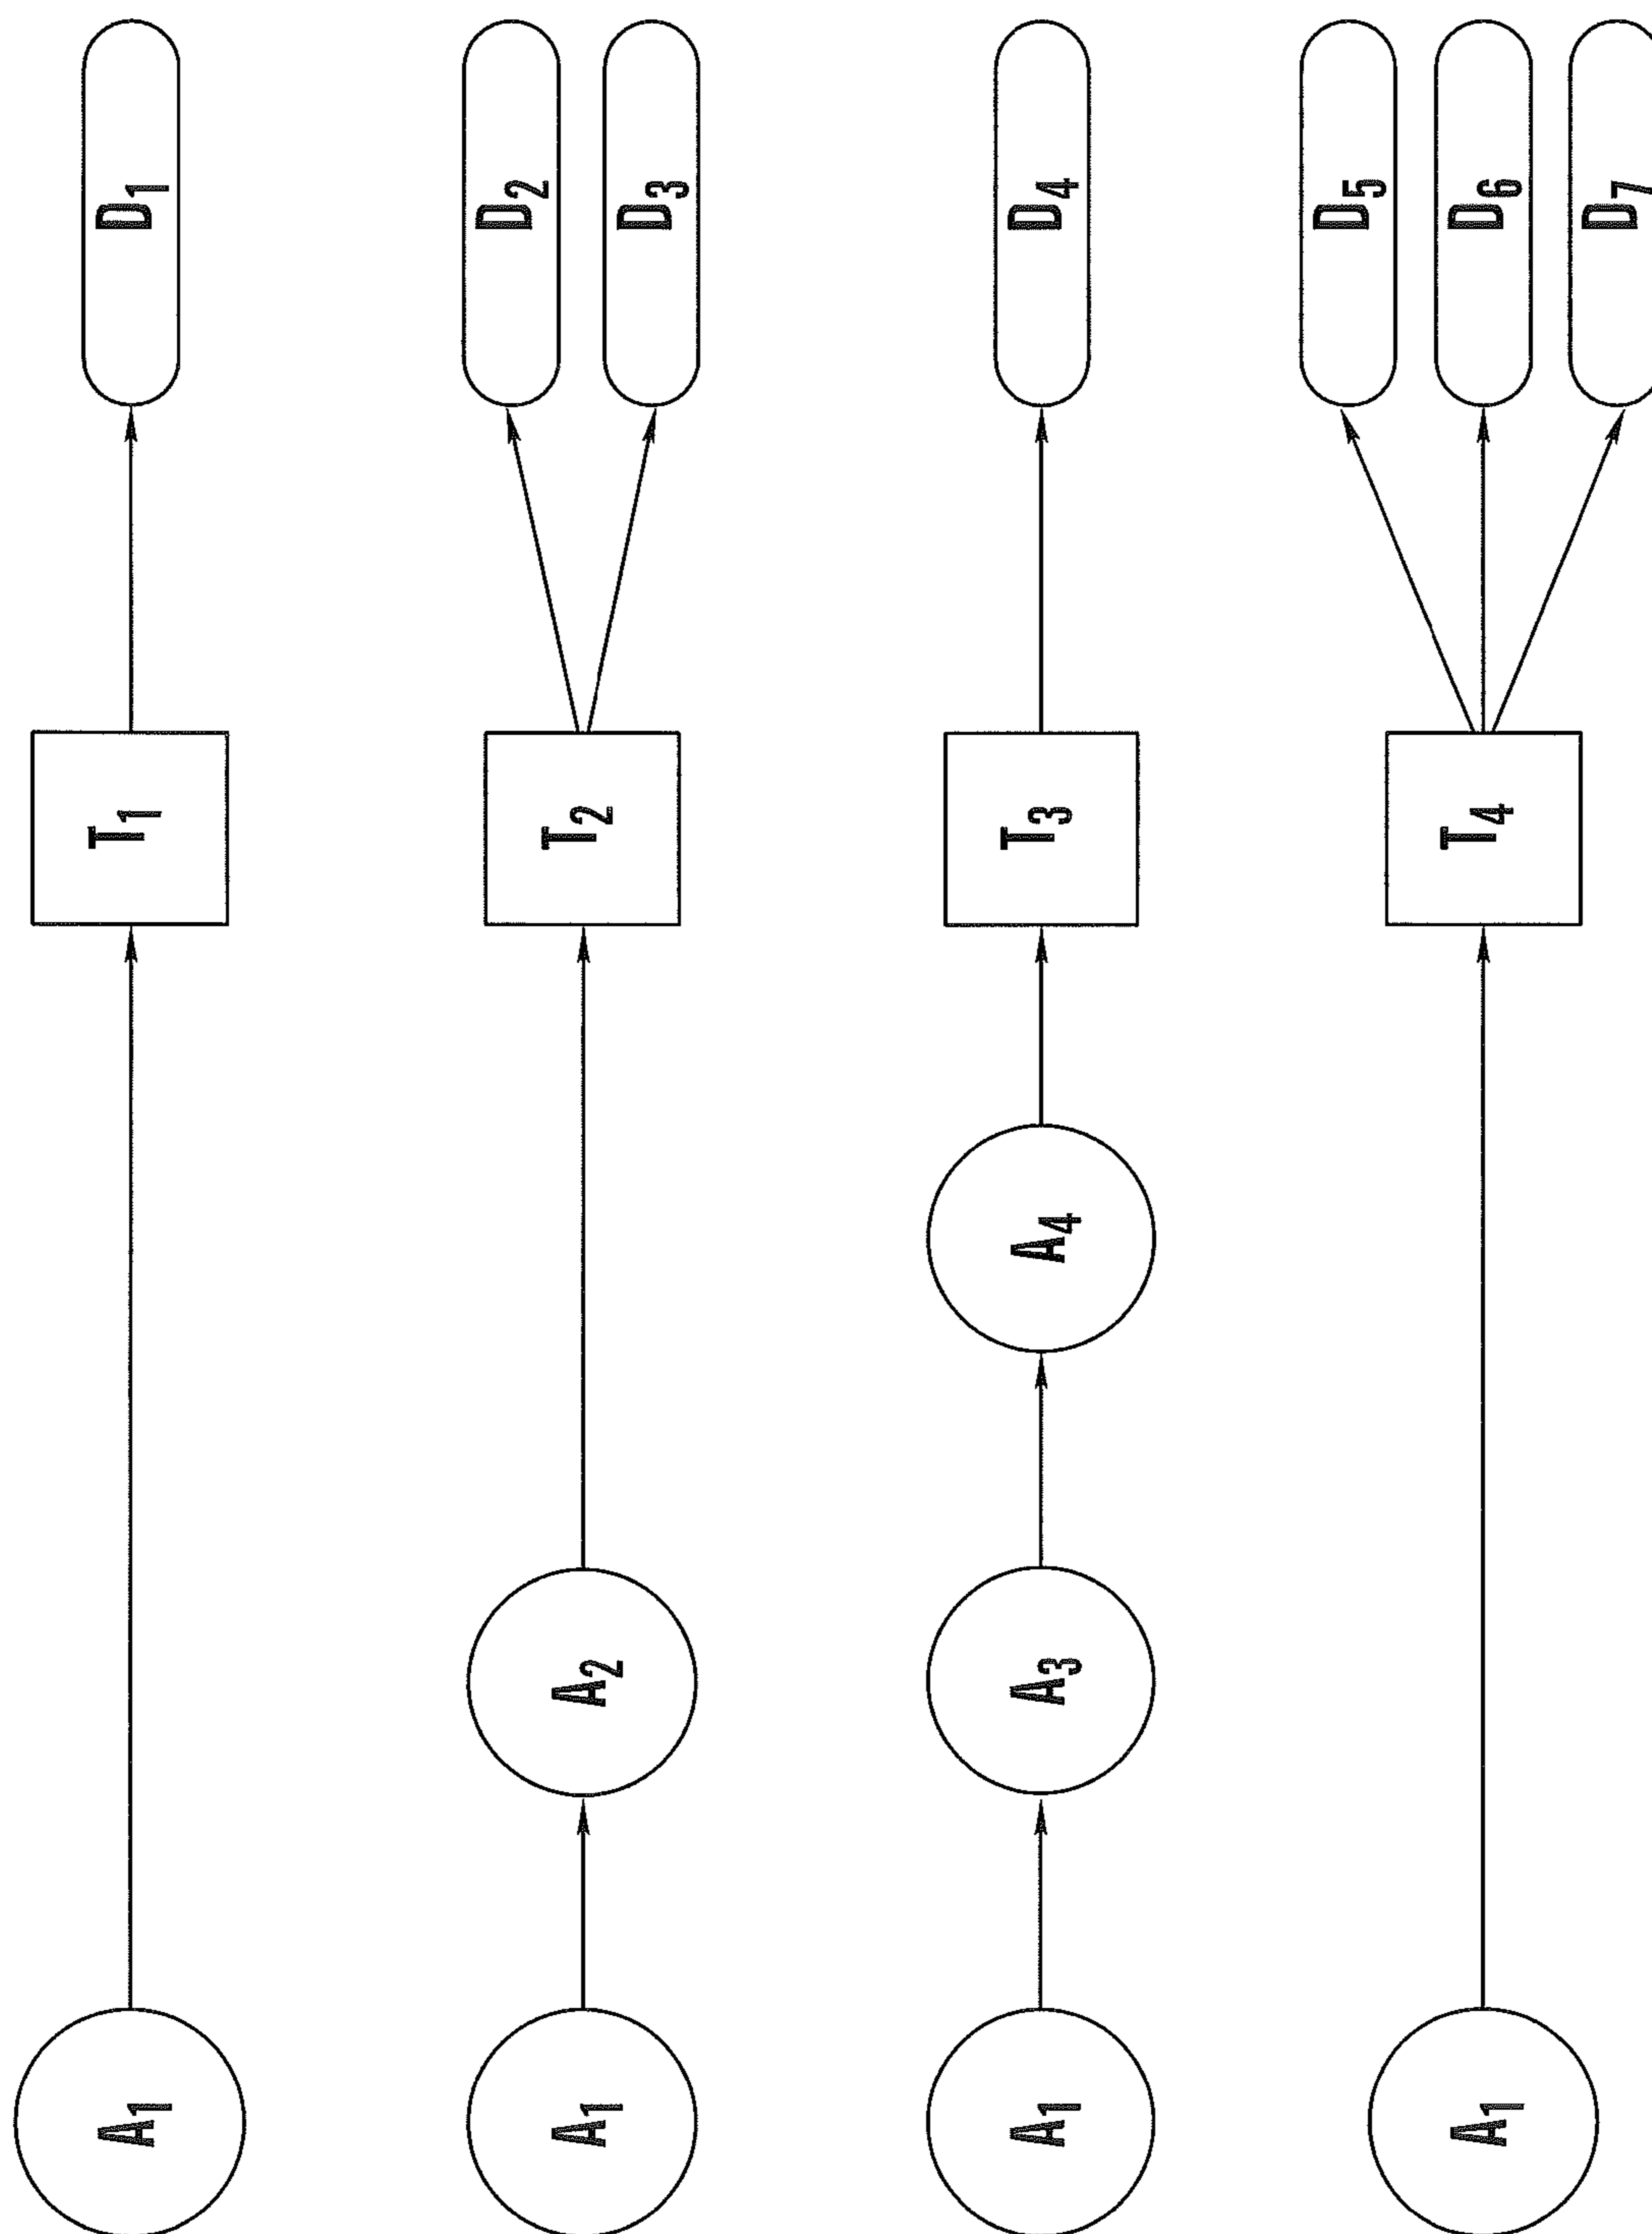 A₁ T₁ D₁
A₁ A₂ T₂ D₂
D₃
A₁ A₃ A₄ T₃ D₄
A₁ T₄ D₅
D₆
D₇